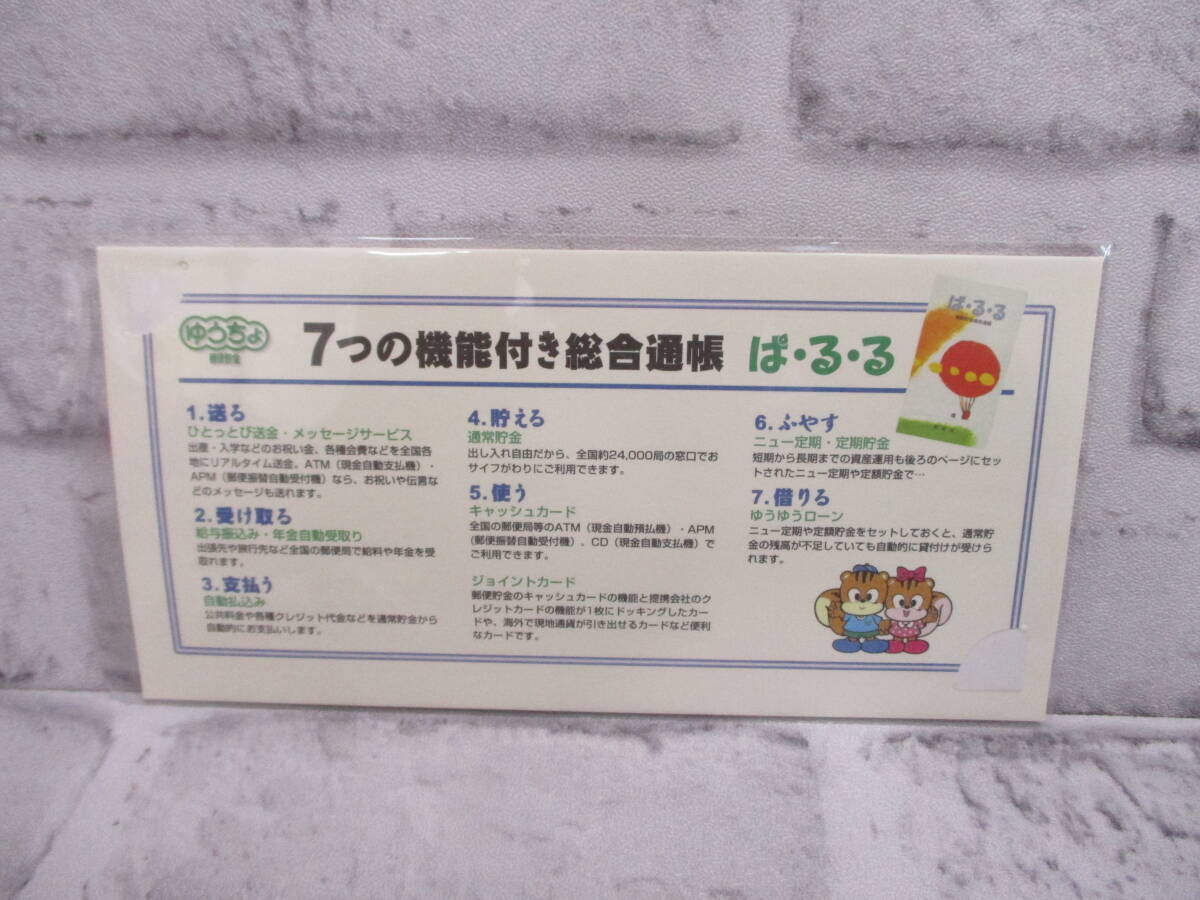 ゆうちょ
郵便貯金
7つの機能付き総合通帳 ぱ・る・る
ぱ・る・る
1.送る
ひとっとび送金・メッセージサービス
出産・入学などのお祝い金、各種会費などを全国各
地にリアルタイム送金。ATM（現金自動支払機）・
APM（郵便振替自動受付機）なら、お祝いや伝言な
どのメッセージも送れます。
2.受け取る
給与振込み・年金自動受取り
出張先や旅行先など全国の郵便局で給料や年金を受
取れます。
3.支払う
自動払込み
公共料金や各種クレジット代金などを通常貯金から
自動的にお支払いします。
4.貯える
通常貯金
出し入れ自由だから、全国約24,000局の窓口でお
サイフがわりにご利用できます。
5.使う
キャッシュカード
全国の郵便局等のATM（現金自動預払機）・APM
(郵便振替自動受付機）、CD（現金自動支払機）で
ご利用できます。
ジョイントカード
郵便貯金のキャッシュカードの機能と提携会社のク
レジットカードの機能が1枚にドッキングしたカー
ドや、海外で現地通貨が引き出せるカードなど便利
なカードです。
6.ふやす
ニュー定期・定期貯金
短期から長期までの資産運用も後ろのページにセッ
トされたニュー定期や定額貯金で…
7.借りる
ゆうゆうローン
ニュー定期や定額貯金をセットしておくと、通常貯
金の残高が不足していても自動的に貸付けが受けら
れます。